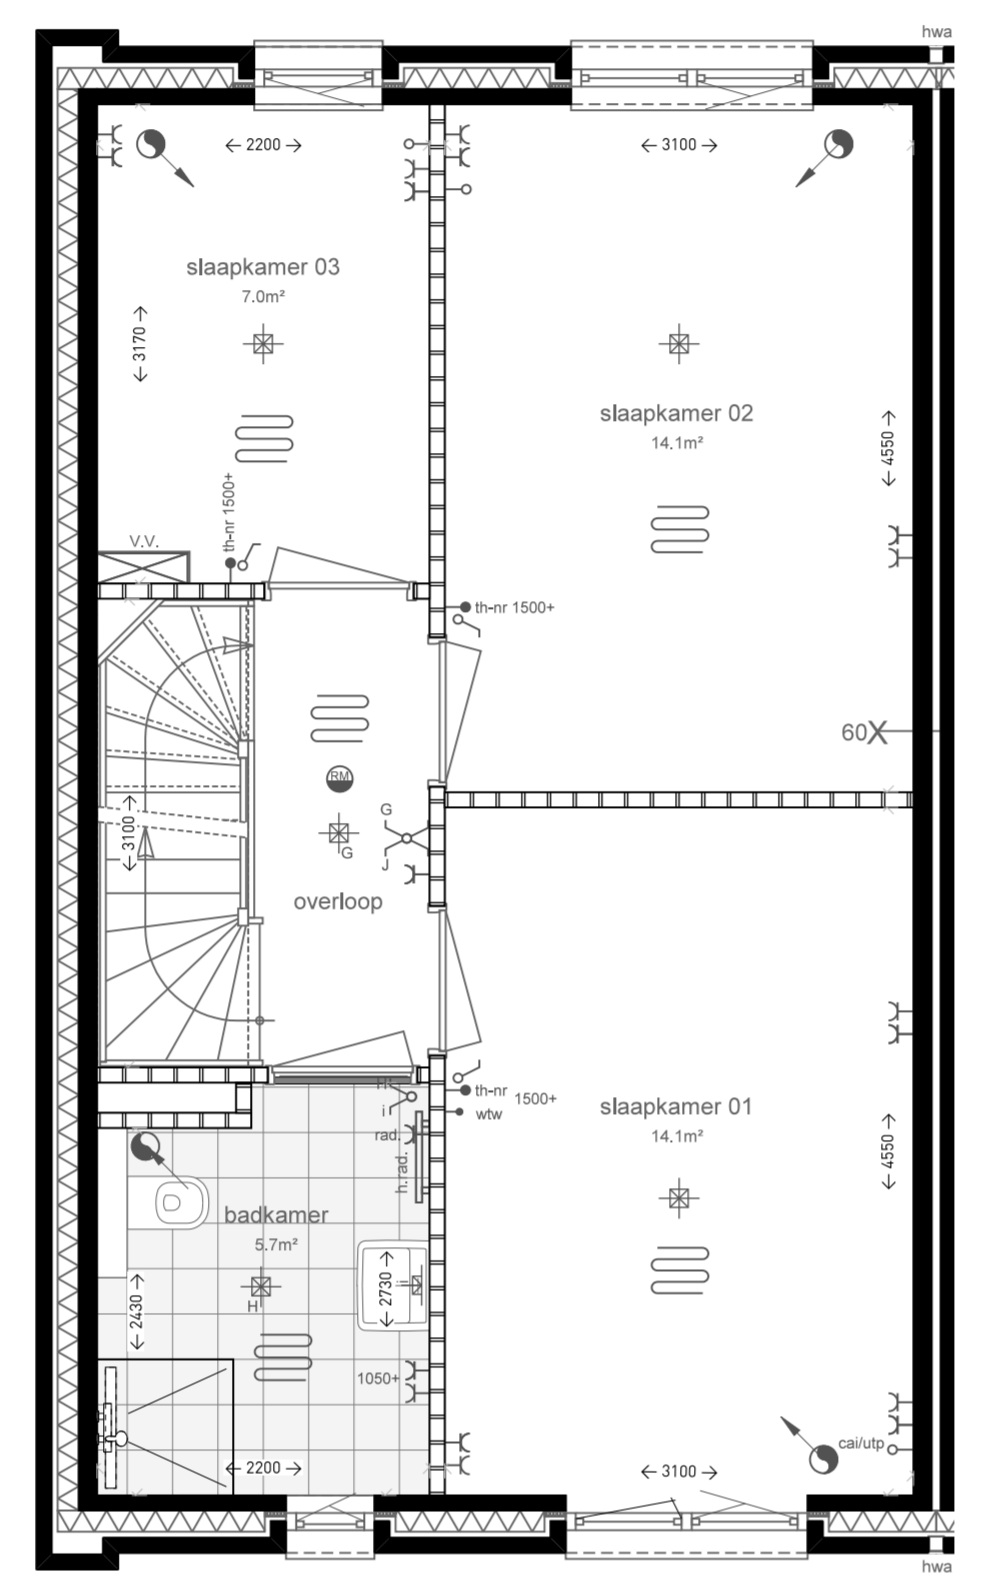 hwa
2200
3100
slaapkamer 03
7.0m²
3170
slaapkamer 02
14.1m²
4550
th-nr 1500+
V.V.
th-nr 1500+
60X
RM
G
G
J
3100
overloop
H
i
th-nr 1500+
wtw
rad.
h.rad.
slaapkamer 01
14.1m²
4550
badkamer
5.7m²
H
2430
2730
1050+
cai/utp
2200
3100
hwa